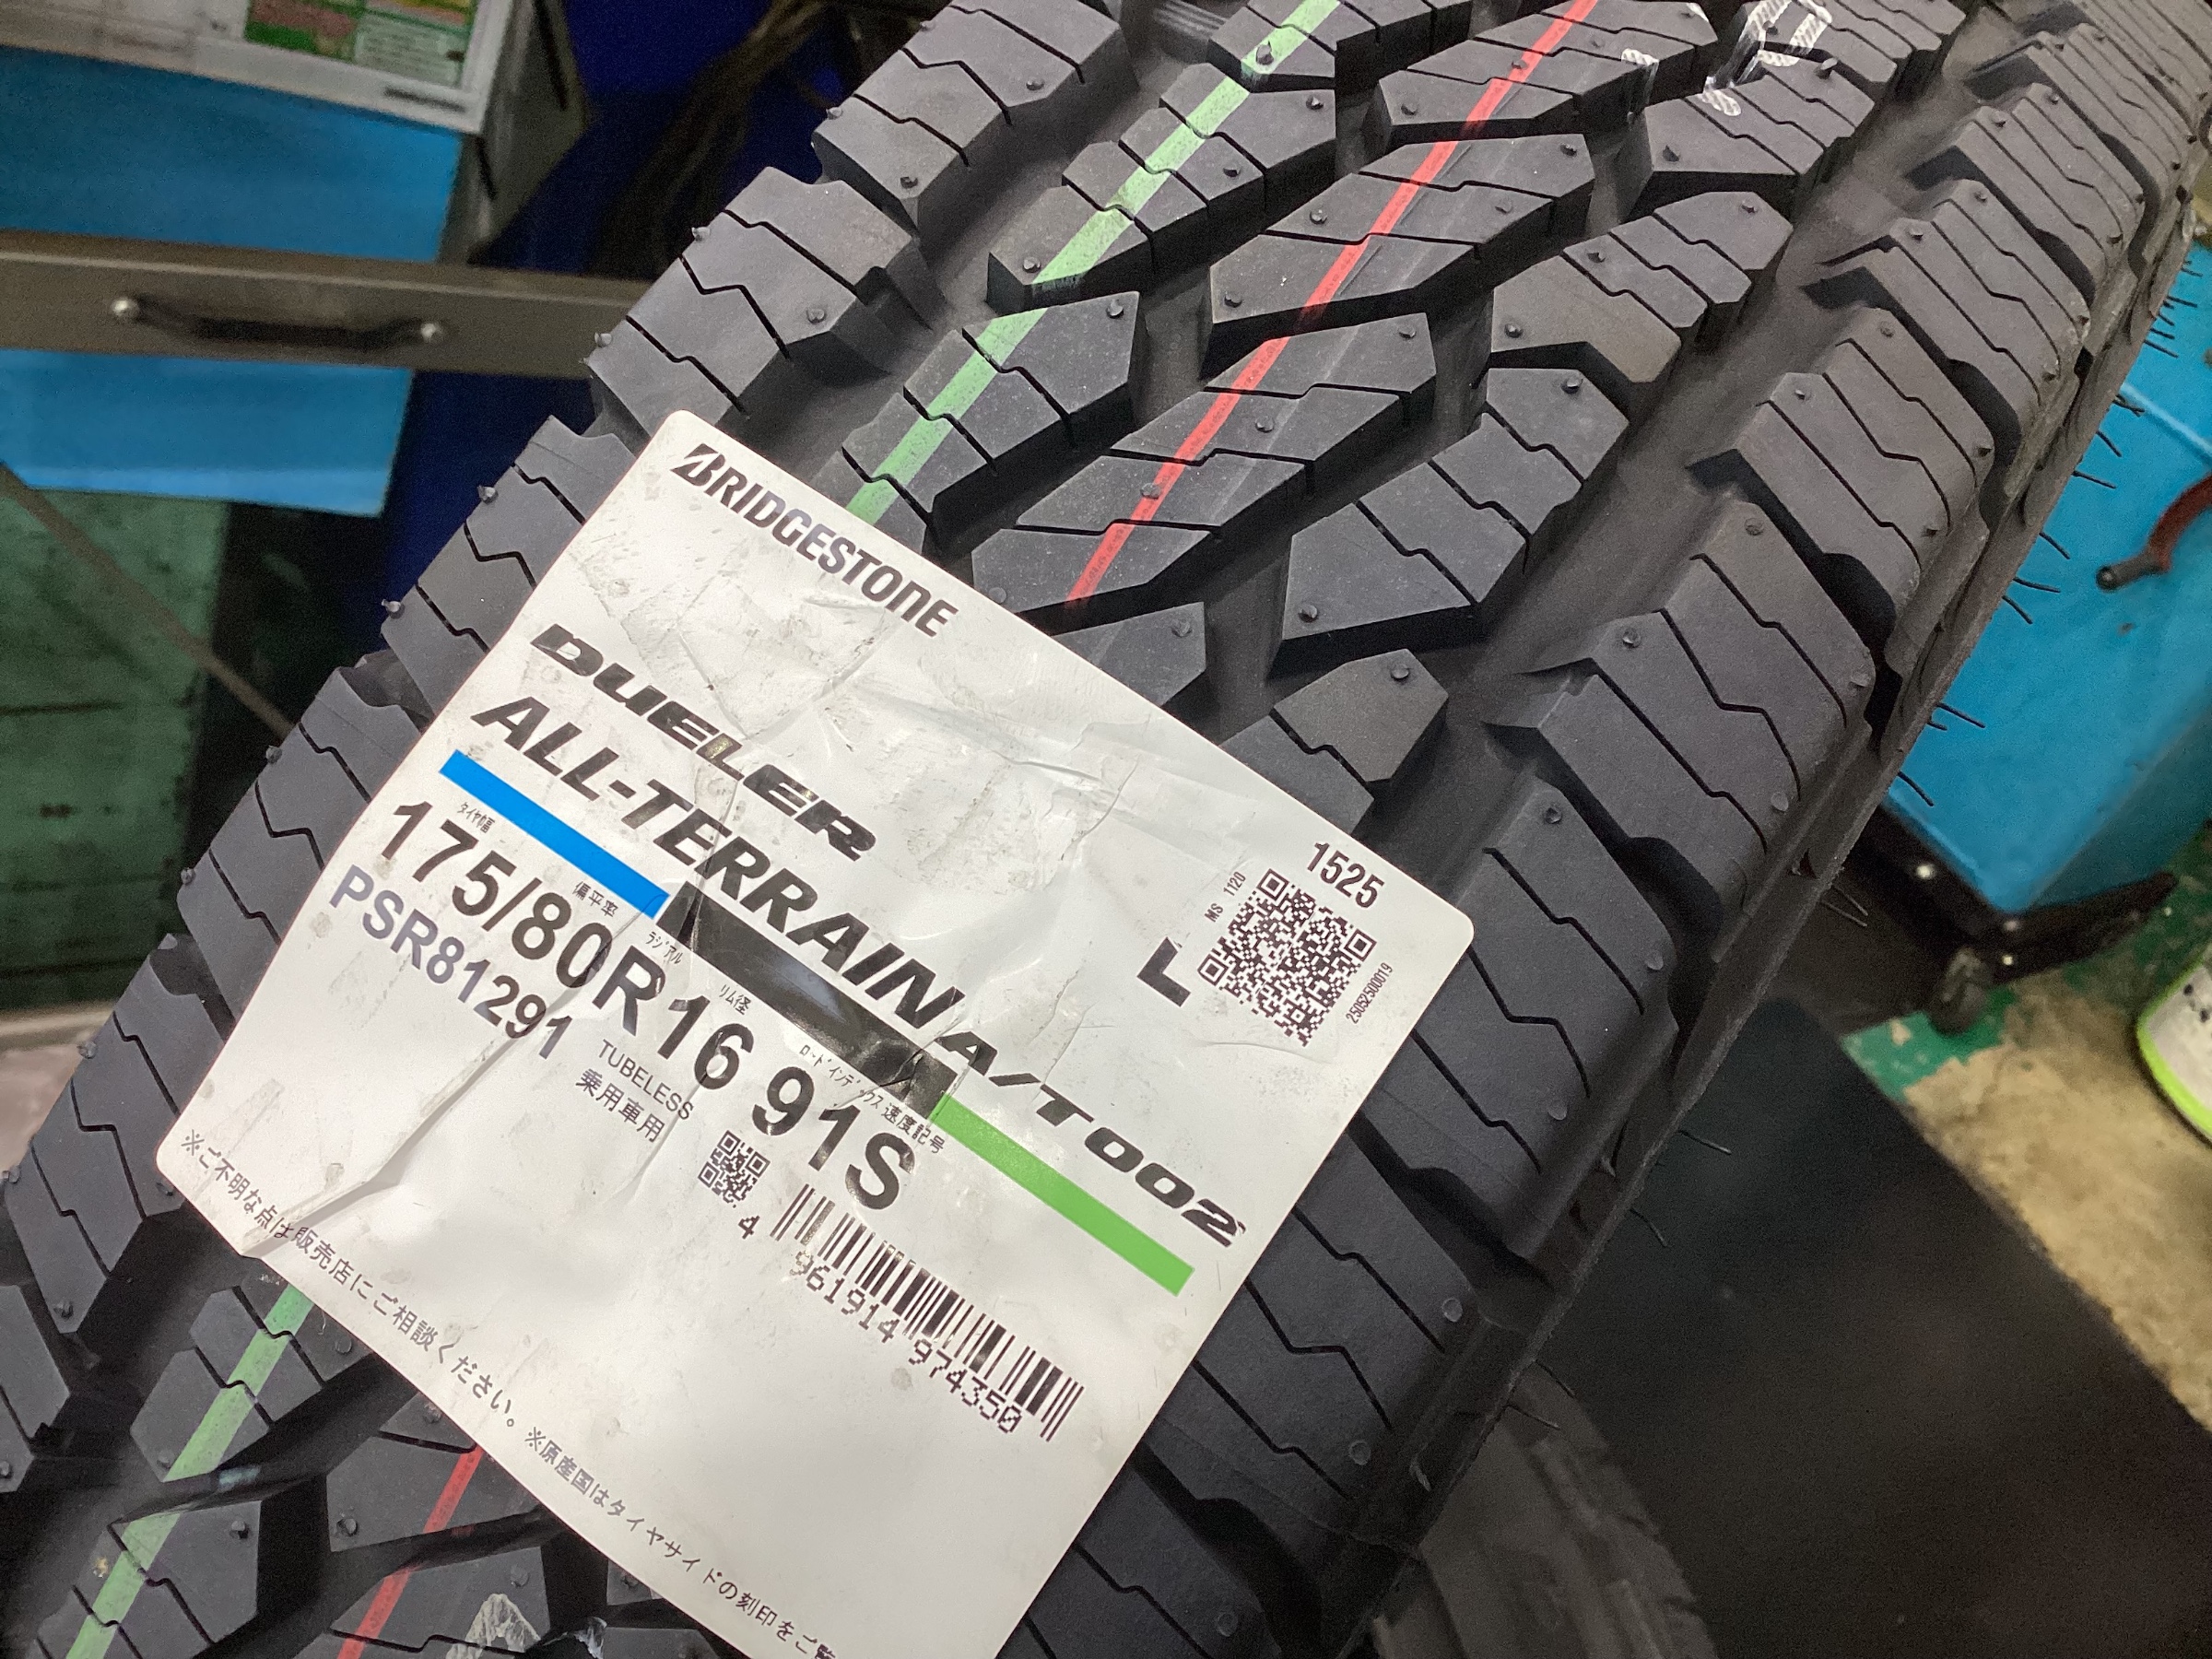 BRIDGESTONE
DUELER
ALL-TERRAIN A/T002
タイヤ幅 偏平率 ラジアル リム径 ロードインデックス 速度記号
175/80R16 91S
PSR81291
TUBELESS
乗用車用
L
1525
MS 1120
25052500019
4 961914 974350
※ご不明な点は販売店にご相談ください。※原産国はタイヤサイドの刻印をご覧